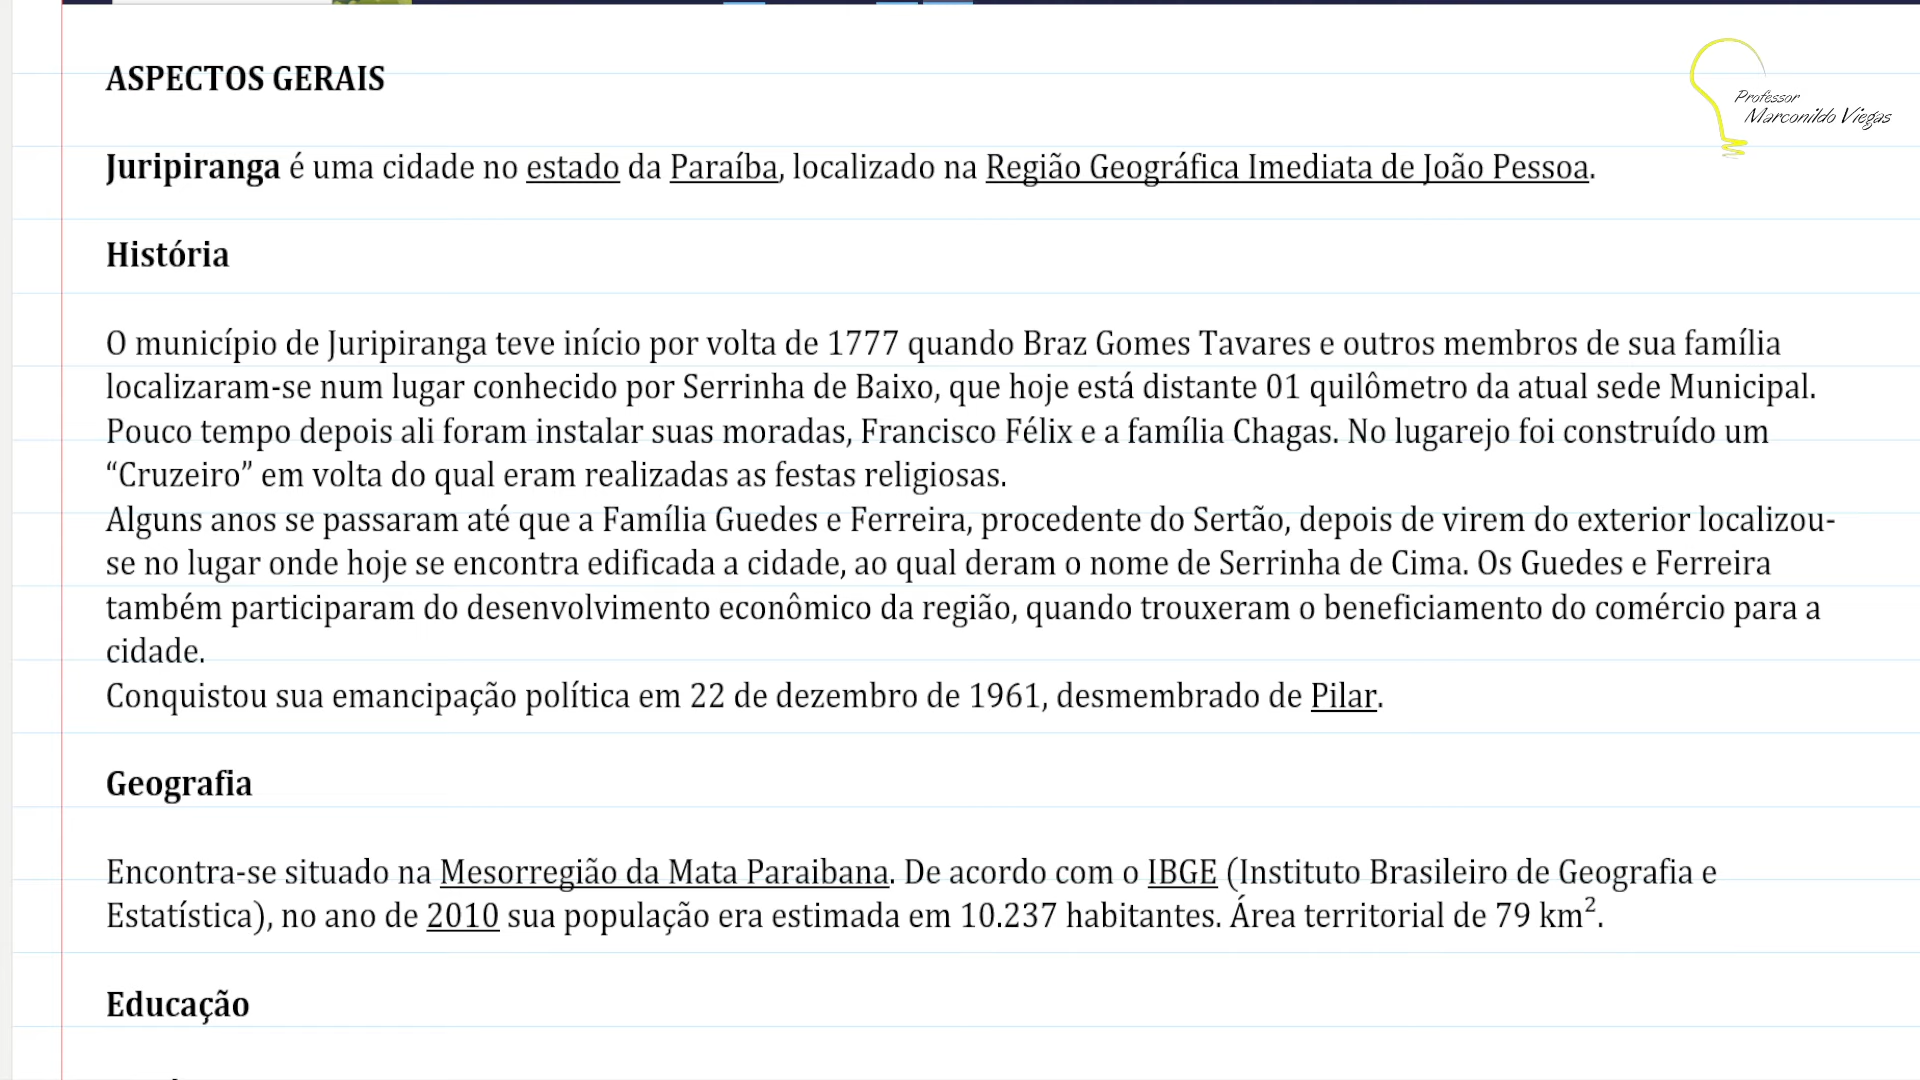 ASPECTOS GERAIS
Professor
Marconildo Viegas
Juripiranga é uma cidade no estado da Paraíba, localizado na Região Geográfica Imediata de João Pessoa.
História
O município de Juripiranga teve início por volta de 1777 quando Braz Gomes Tavares e outros membros de sua família
localizaram-se num lugar conhecido por Serrinha de Baixo, que hoje está distante 01 quilômetro da atual sede Municipal.
Pouco tempo depois ali foram instalar suas moradas, Francisco Félix e a família Chagas. No lugarejo foi construído um
“Cruzeiro” em volta do qual eram realizadas as festas religiosas.
Alguns anos se passaram até que a Família Guedes e Ferreira, procedente do Sertão, depois de virem do exterior localizou-
se no lugar onde hoje se encontra edificada a cidade, ao qual deram o nome de Serrinha de Cima. Os Guedes e Ferreira
também participaram do desenvolvimento econômico da região, quando trouxeram o beneficiamento do comércio para a
cidade.
Conquistou sua emancipação política em 22 de dezembro de 1961, desmembrado de Pilar.
Geografia
Encontra-se situado na Mesorregião da Mata Paraibana. De acordo com o IBGE (Instituto Brasileiro de Geografia e
Estatística), no ano de 2010 sua população era estimada em 10.237 habitantes. Área territorial de 79 km².
Educação